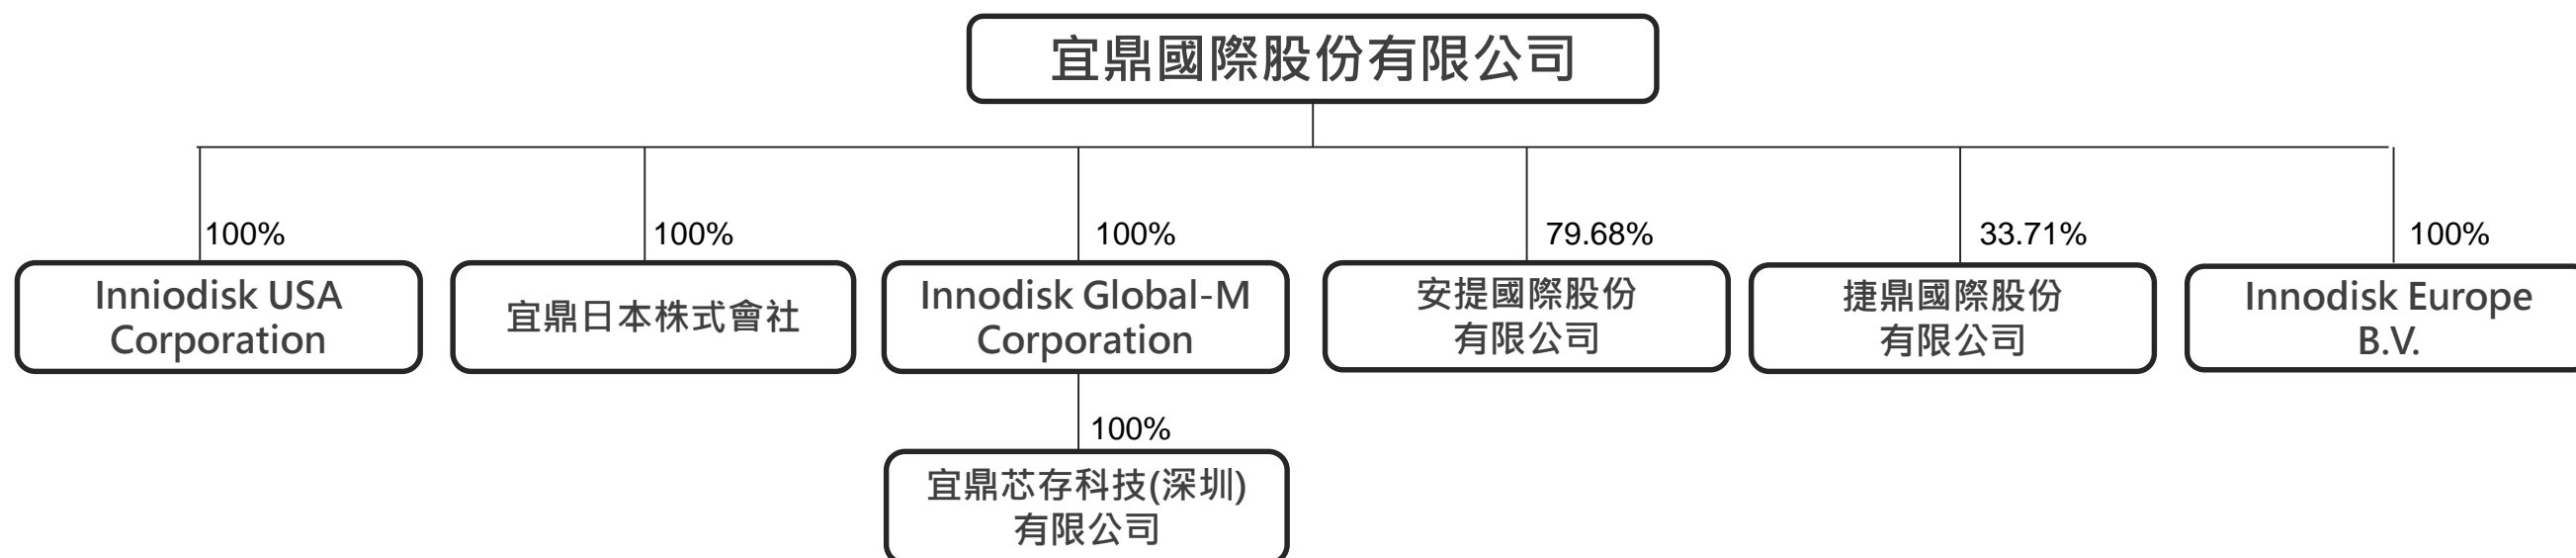 宜鼎國際股份有限公司
100%
100%
100%
79.68%
33.71%
100%
Inniodisk USA
Corporation
宜鼎日本株式會社
Innodisk Global-M
Corporation
安提國際股份
有限公司
捷鼎國際股份
有限公司
Innodisk Europe
B.V.
100%
宜鼎芯存科技(深圳)
有限公司